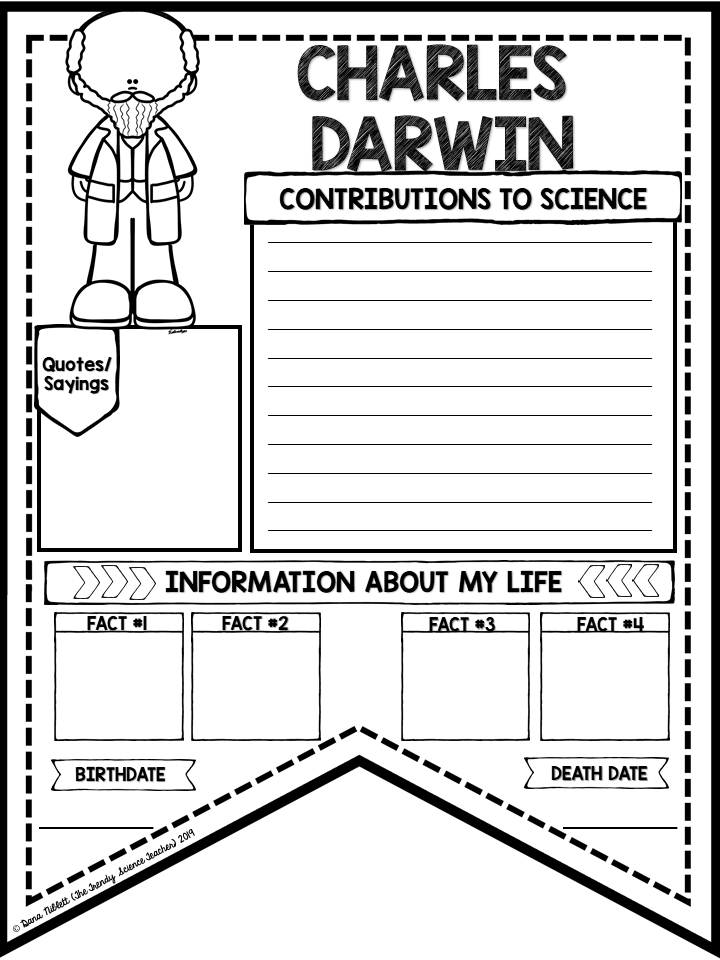 CHARLES
DARWIN
CONTRIBUTIONS TO SCIENCE
Quotes/
Sayings
INFORMATION ABOUT MY LIFE
FACT #1
FACT #2
FACT #3
FACT #4
BIRTHDATE
DEATH DATE
© Dana Niblett (The Trendy Science Teacher) 2019